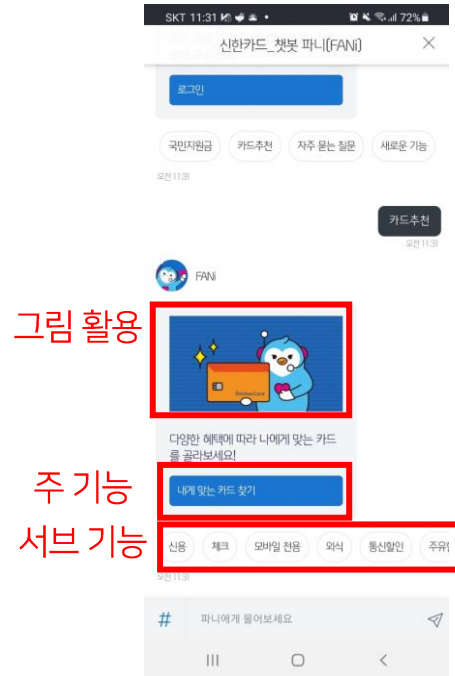 SKT 11:31
72%
신한카드_챗봇 파니(FANi)
로그인
국민지원금 카드추천 자주 묻는 질문 새로운 기능
오전 11:31
카드추천
오전 11:31
FANi
그림 활용
다양한 혜택에 따라 나에게 맞는 카드
를 골라보세요!
주 기능
내게 맞는 카드 찾기
서브 기능
신용 체크 모바일 전용 외식 통신할인
오전 11:31
# 파니에게 물어보세요